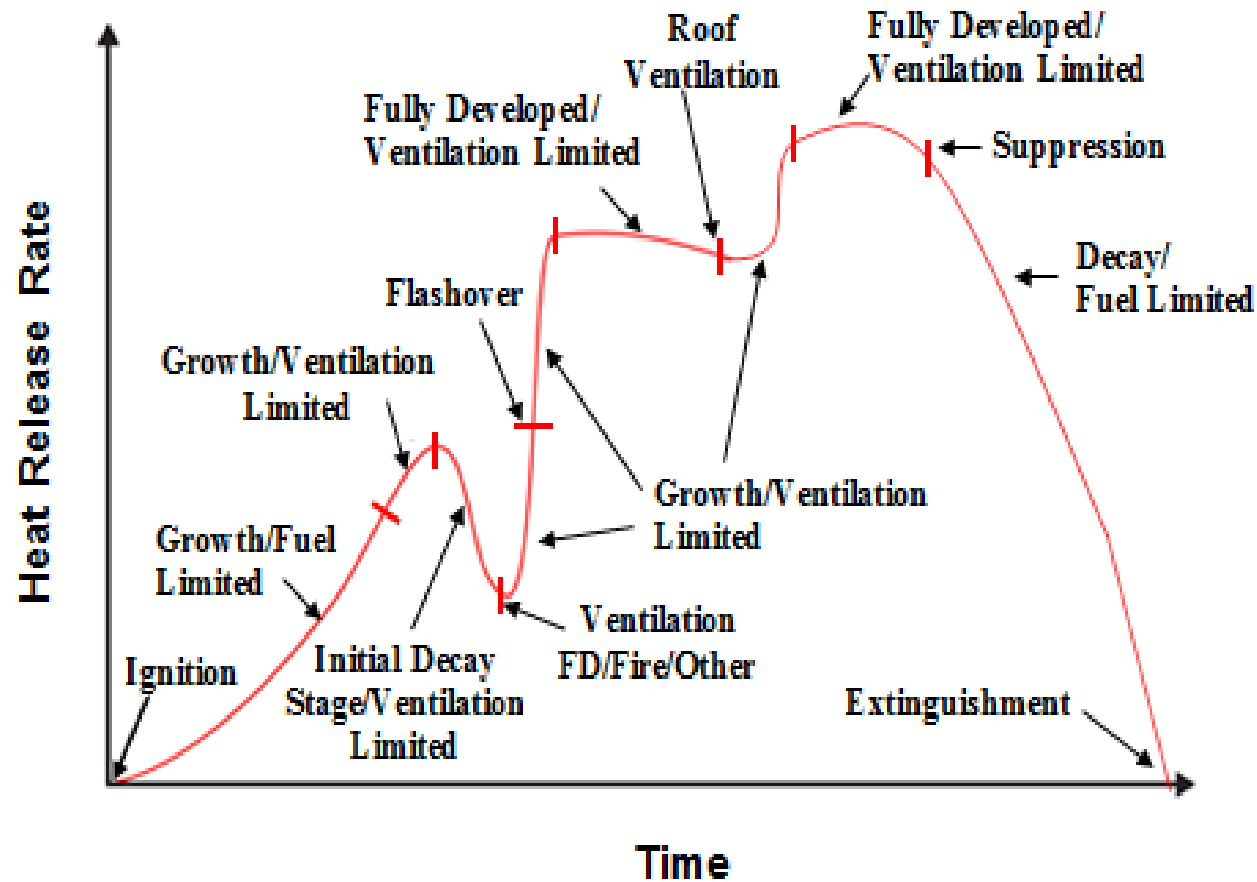 Roof
Ventilation
Fully Developed/
Ventilation Limited
Fully Developed/
Ventilation Limited
Suppression
Decay/
Fuel Limited
Flashover
Growth/Ventilation
Limited
Growth/Ventilation
Limited
Growth/Fuel
Limited
Ventilation
FD/Fire/Other
Ignition
Initial Decay
Stage/Ventilation
Limited
Extinguishment
Heat Release Rate
Time